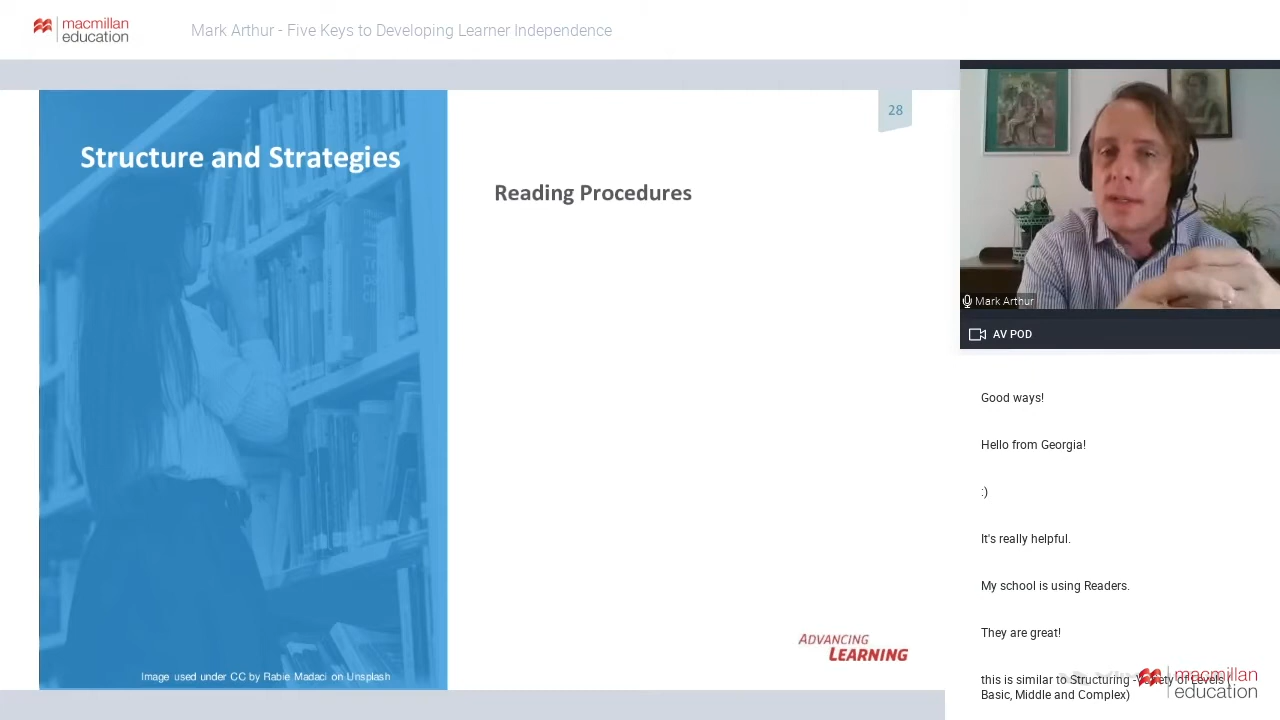 macmillan
education
Mark Arthur - Five Keys to Developing Learner Independence
Structure and Strategies
28
Reading Procedures
Mark Arthur
AV POD
Good ways!
Hello from Georgia!
:)
It's really helpful.
My school is using Readers.
They are great!
this is similar to Structuring -Variety of Levels (
Basic, Middle and Complex)
ADVANCING
LEARNING
Image used under CC by Rabie Madaci on Unsplash
macmillan
education